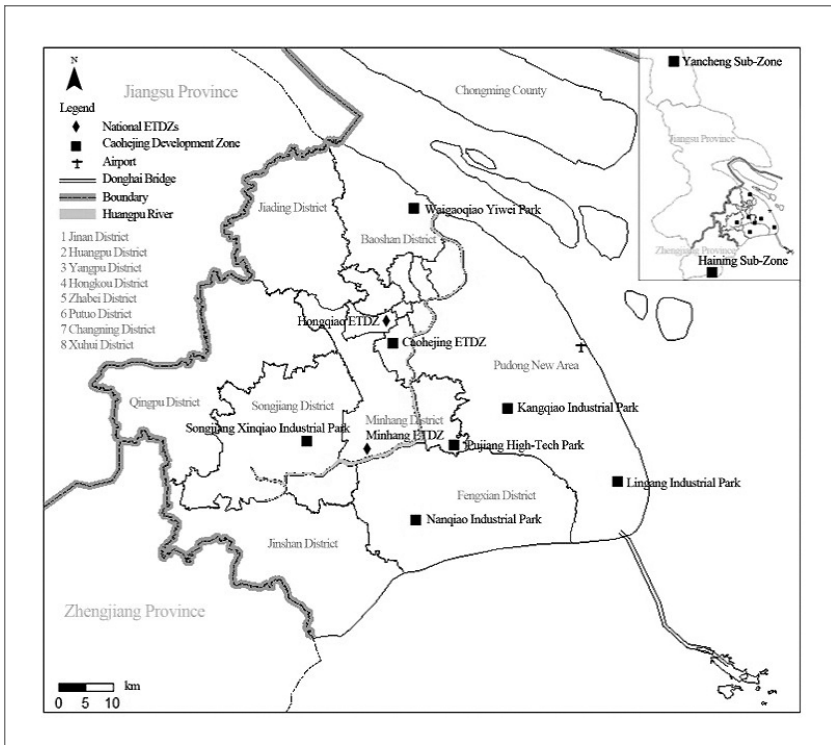 N
Legend
National ETDZs
Caohejing Development Zone
Airport
Donghai Bridge
Boundary
Huangpu River
1 Jinan District
2 Huangpu District
3 Yangpu District
4 Hongkou District
5 Zhabei District
6 Putuo District
7 Changning District
8 Xuhui District
Jiangsu Province
Chongming County
Yancheng Sub-Zone
Jiangsu Province
Zhengjiang Province
Haining Sub-Zone
Jiading District
Waigaoqiao Yiwei Park
Baoshan District
Hongqiao ETDZ
Caohejing ETDZ
Pudong New Area
Qingpu District
Songjiang District
Kangqiao Industrial Park
Minhang District
Songjiang Xinqiao Industrial Park
Minhang ETDZ
Pujiang High-Tech Park
Lingang Industrial Park
Fengxian District
Nanqiao Industrial Park
Jinshan District
Zhengjiang Province
km
0 5 10